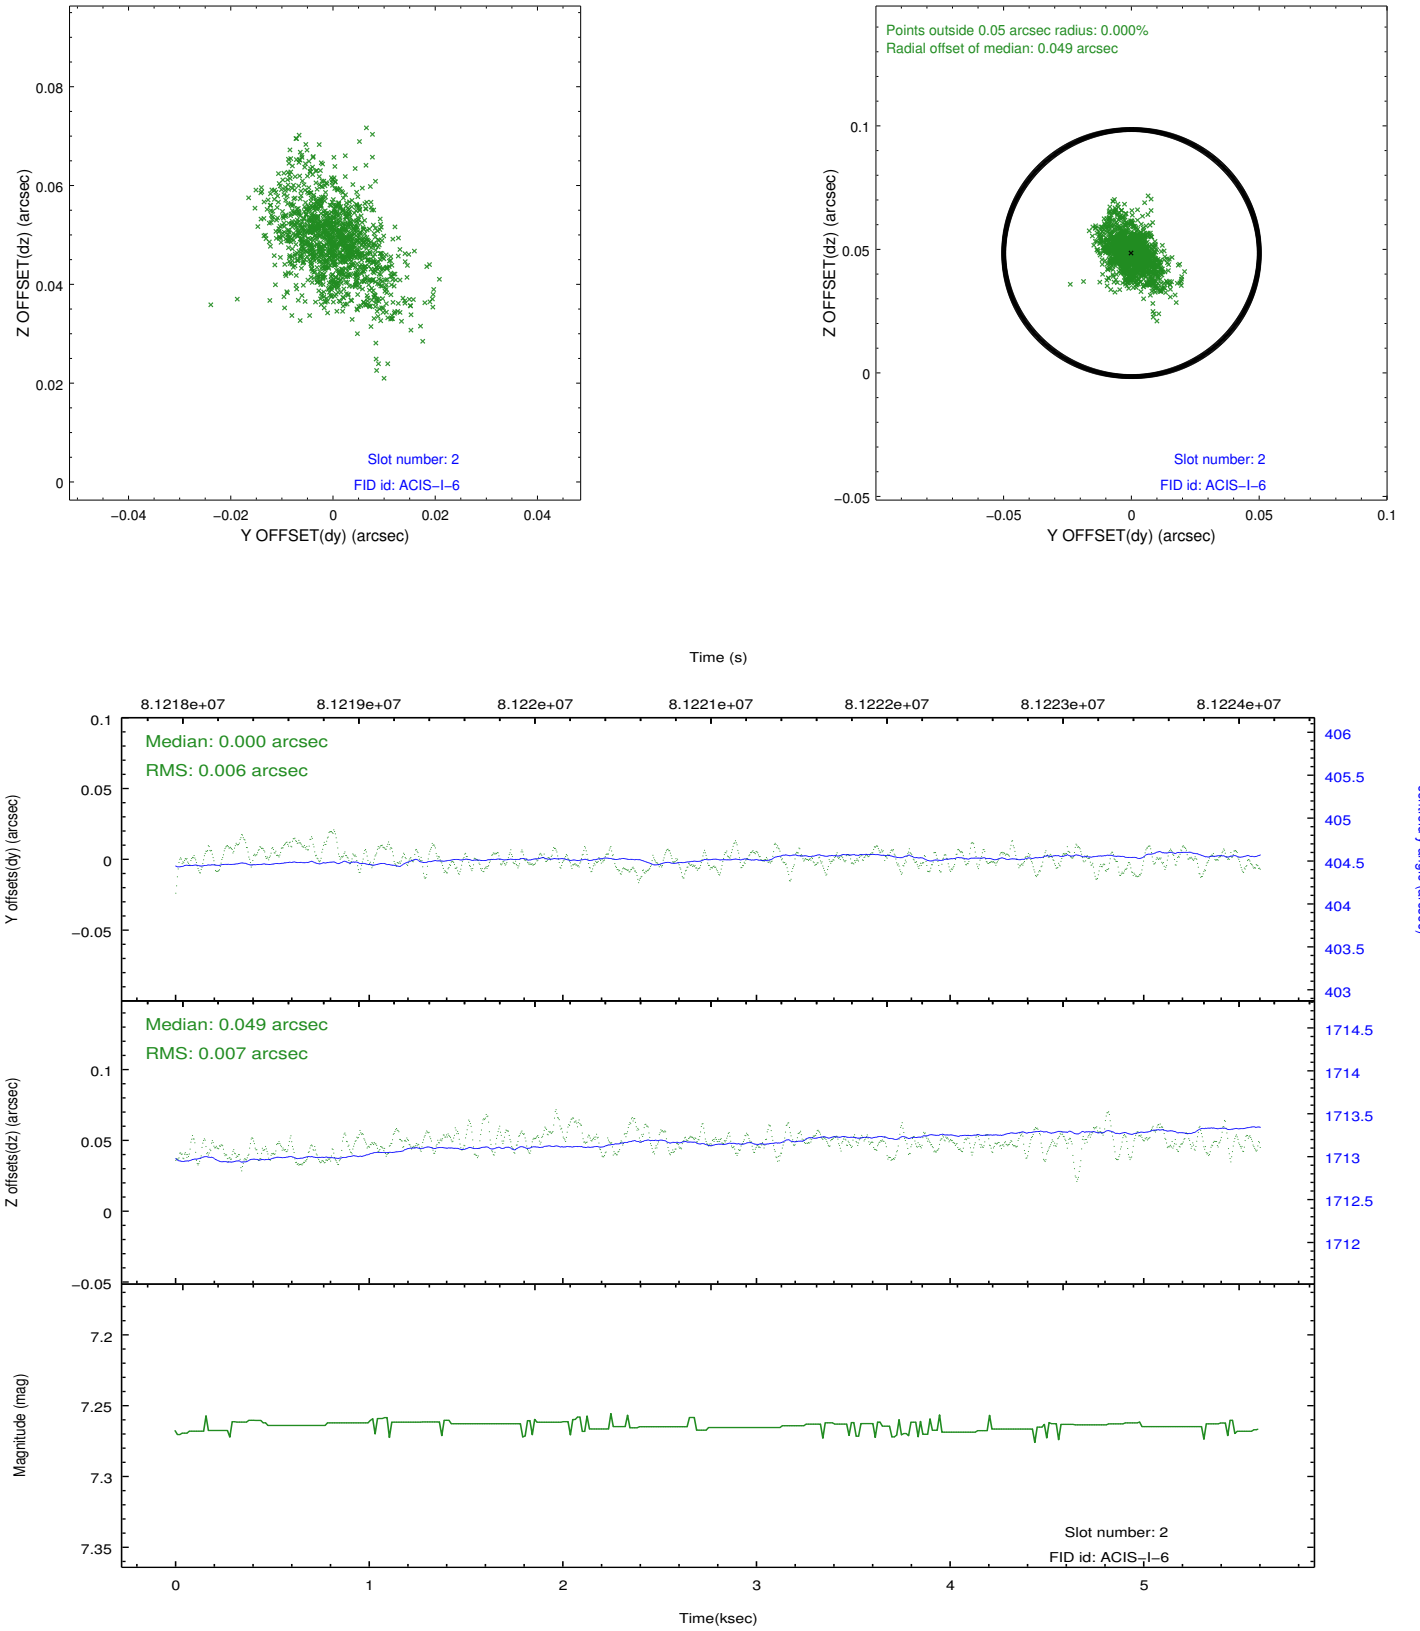 0.08
0.06
0.04
0.02
0
−0.04
−0.02
0
0.02
0.04
Z OFFSET(dz) (arcsec)
Y OFFSET(dy) (arcsec)
Slot number: 2
FID id: ACIS−I−6
Points outside 0.05 arcsec radius: 0.000%
Radial offset of median: 0.049 arcsec
0.1
0.05
0
−0.05
−0.05
0
0.05
0.1
Z OFFSET(dz) (arcsec)
Y OFFSET(dy) (arcsec)
Slot number: 2
FID id: ACIS−I−6
Time (s)
8.1218e+07
8.1219e+07
8.122e+07
8.1221e+07
8.1222e+07
8.1223e+07
8.1224e+07
Median: 0.000 arcsec
RMS: 0.006 arcsec
0.1
0.05
0
−0.05
Y offsets(dy) (arcsec)
406
405.5
405
404.5
404
403.5
403
Median: 0.049 arcsec
RMS: 0.007 arcsec
0.1
0.05
0
−0.05
Z offsets(dz) (arcsec)
1714.5
1714
1713.5
1713
1712.5
1712
7.2
7.25
7.3
7.35
Magnitude (mag)
Slot number: 2
FID id: ACIS−I−6
0
1
2
3
4
5
Time(ksec)